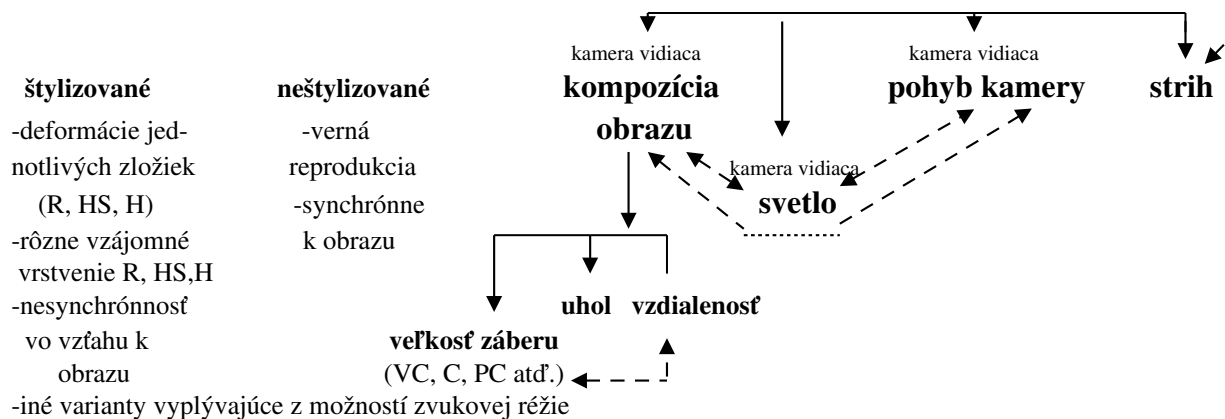 kamera vidiaca
kompozícia
obrazu
kamera vidiaca
pohyb kamery
strih
kamera vidiaca
svetlo
štylizované
-deformácie jed-
notlivých zložiek
(R, HS, H)
-rôzne vzájomné
vrstvenie R, HS,H
-nesynchrónnosť
vo vzťahu k
obrazu
-iné varianty vyplývajúce z možností zvukovej réžie
neštylizované
-verná
reprodukcia
-synchrónne
k obrazu
uhol
vzdialenosť
veľkosť záberu
(VC, C, PC atď.)